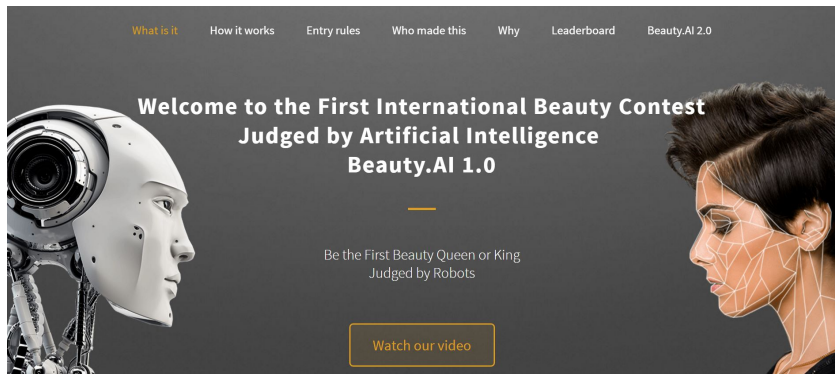 What is it How it works Entry rules Who made this Why Leaderboard Beauty.AI 2.0
Welcome to the First International Beauty Contest
Judged by Artificial Intelligence
Beauty.AI 1.0
Be the First Beauty Queen or King
Judged by Robots
Watch our video